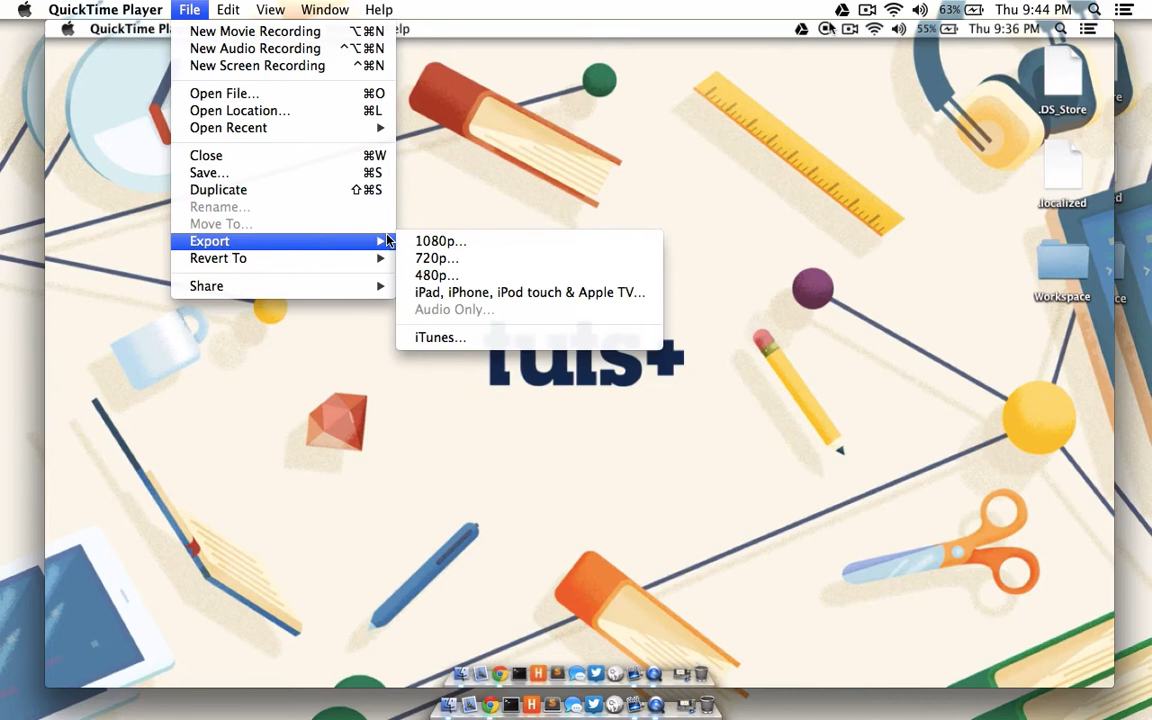 QuickTime Player File Edit View Window Help 63% Thu 9:44 PM
QuickTime Pl elp 55% Thu 9:36 PM
New Movie Recording ⌥⌘N
New Audio Recording ^⌥⌘N
New Screen Recording ^⌘N
Open File... ⌘O
Open Location... ⌘L
Open Recent
Close ⌘W
Save... ⌘S
Duplicate ⇧⌘S
Rename...
Move To...
Export
Revert To
Share
1080p...
720p...
480p...
iPad, iPhone, iPod touch & Apple TV...
Audio Only...
iTunes...
tuts+
.DS_Store
.localized
Workspace